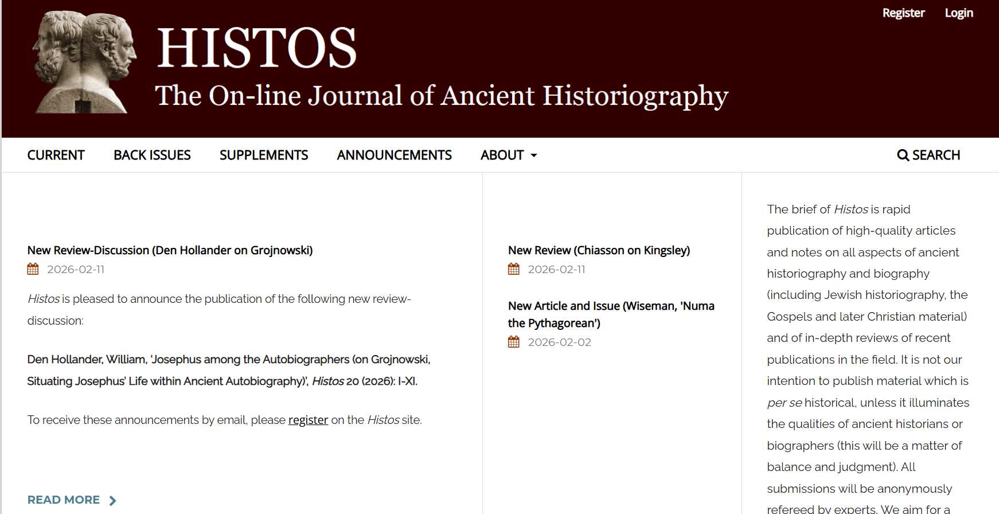 Register Login
HISTOS
The On-line Journal of Ancient Historiography
CURRENT BACK ISSUES SUPPLEMENTS ANNOUNCEMENTS ABOUT SEARCH
New Review-Discussion (Den Hollander on Grojnowski)
2026-02-11
Histos is pleased to announce the publication of the following new review-
discussion:
Den Hollander, William, ‘Josephus among the Autobiographers (on Grojnowski,
Situating Josephus’ Life within Ancient Autobiography)’, Histos 20 (2026): I-XI.
To receive these announcements by email, please register on the Histos site.
READ MORE
New Review (Chiasson on Kingsley)
2026-02-11
New Article and Issue (Wiseman, 'Numa
the Pythagorean')
2026-02-02
The brief of Histos is rapid
publication of high-quality articles
and notes on all aspects of ancient
historiography and biography
(including Jewish historiography, the
Gospels and later Christian material)
and of in-depth reviews of recent
publications in the field. It is not our
intention to publish material which is
per se historical, unless it illuminates
the qualities of ancient historians or
biographers (this will be a matter of
balance and judgment). All
submissions will be anonymously
refereed by experts. We aim for a